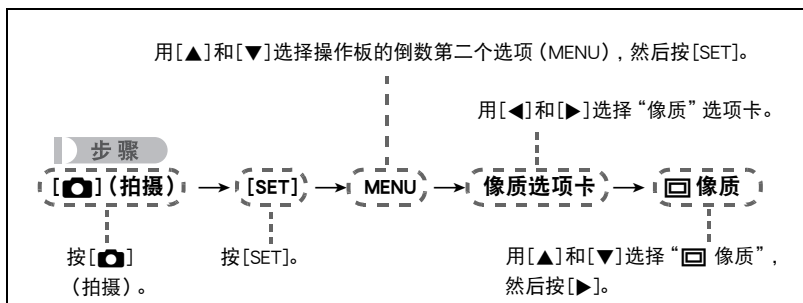 用[▲]和[▼]选择操作板的倒数第二个选项（MENU），然后按[SET]。
用[◀]和[▶]选择“像质”选项卡。
步骤
[📷]（拍摄） → [SET] → MENU → 像质选项卡 → 像质
按[📷]
（拍摄）。
按[SET]。
用[▲]和[▼]选择“ 像质”，
然后按[▶]。